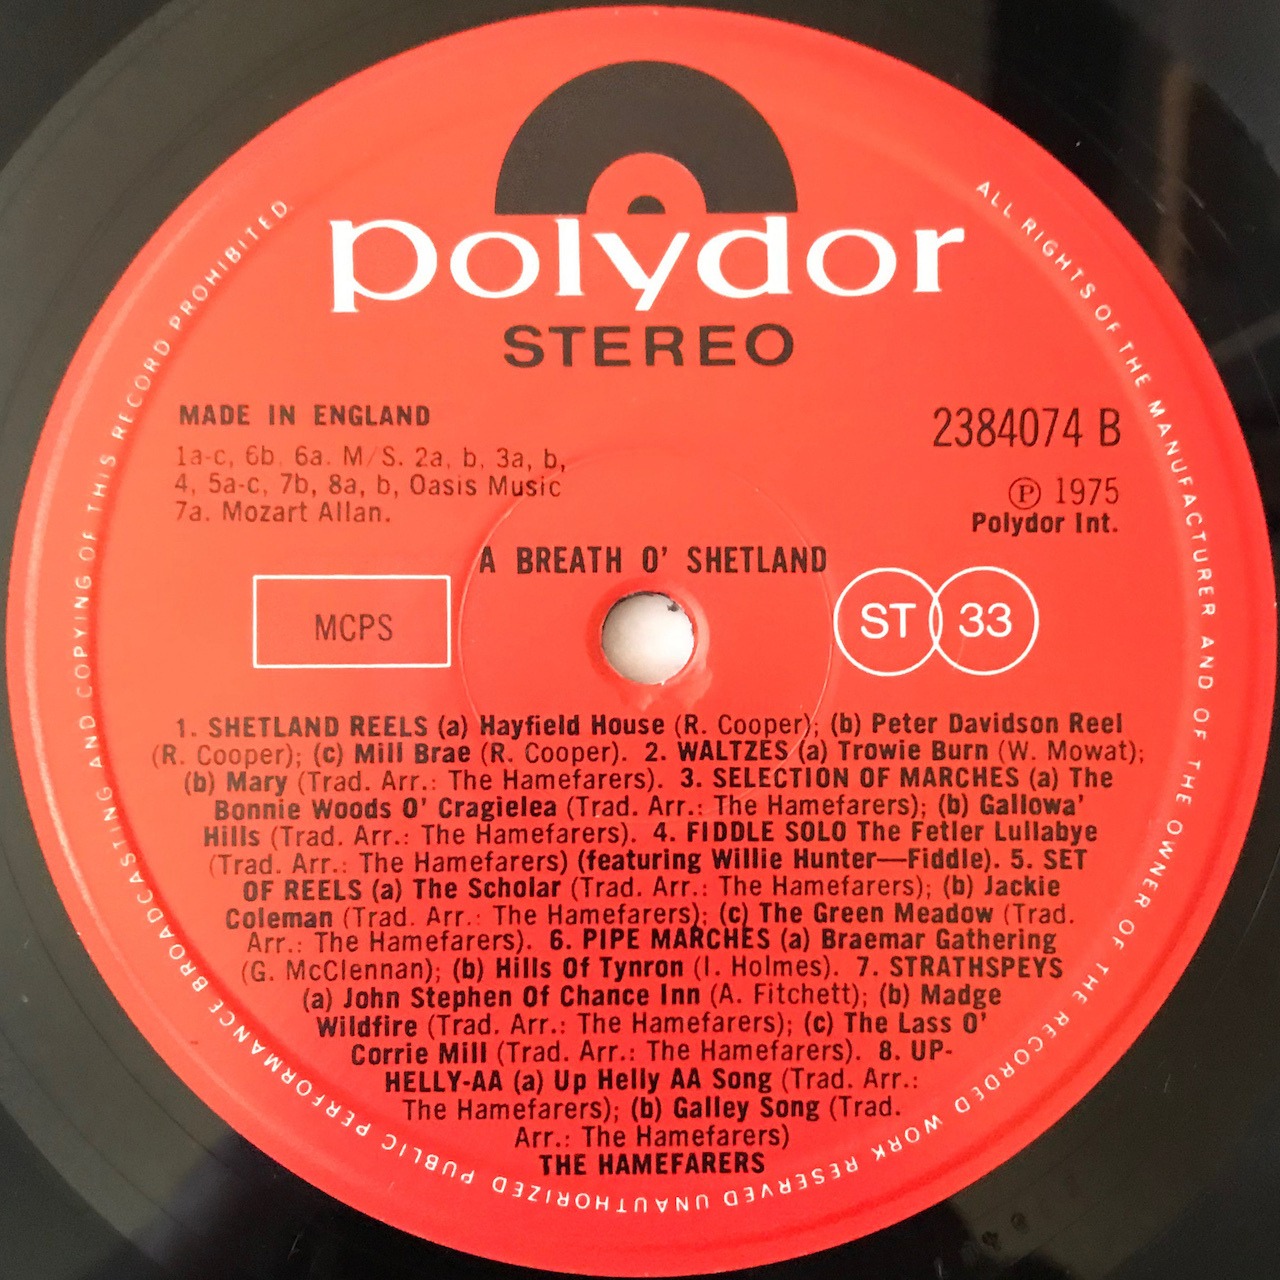 polydor
STEREO
MADE IN ENGLAND
1a-c, 6b, 6a. M/S. 2a, b, 3a, b,
4, 5a-c, 7b, 8a, b, Oasis Music
7a. Mozart Allan.
2384074 B
℗ 1975
Polydor Int.
A BREATH O' SHETLAND
MCPS
ST 33
1. SHETLAND REELS (a) Hayfield House (R. Cooper); (b) Peter Davidson Reel
(R. Cooper); (c) Mill Brae (R. Cooper). 2. WALTZES (a) Trowie Burn (W. Mowat);
(b) Mary (Trad. Arr.: The Hamefarers). 3. SELECTION OF MARCHES (a) The
Bonnie Woods O' Cragielea (Trad. Arr.: The Hamefarers); (b) Gallowa'
Hills (Trad. Arr.: The Hamefarers). 4. FIDDLE SOLO The Fetler Lullabye
(Trad. Arr.: The Hamefarers) (featuring Willie Hunter—Fiddle). 5. SET
OF REELS (a) The Scholar (Trad. Arr.: The Hamefarers); (b) Jackie
Coleman (Trad. Arr.: The Hamefarers); (c) The Green Meadow (Trad.
Arr.: The Hamefarers). 6. PIPE MARCHES (a) Braemar Gathering
(G. McClennan); (b) Hills Of Tynron (I. Holmes). 7. STRATHSPEYS
(a) John Stephen Of Chance Inn (A. Fitchett); (b) Madge
Wildfire (Trad. Arr.: The Hamefarers); (c) The Lass O'
Corrie Mill (Trad. Arr.: The Hamefarers). 8. UP-
HELLY-AA (a) Up Helly AA Song (Trad. Arr.:
The Hamefarers); (b) Galley Song (Trad.
Arr.: The Hamefarers)
THE HAMEFARERS
ALL RIGHTS OF THE MANUFACTURER AND OF THE OWNER OF THE RECORDED WORK RESERVED UNAUTHORIZED PUBLIC PERFORMANCE BROADCASTING AND COPYING OF THIS RECORD PROHIBITED.